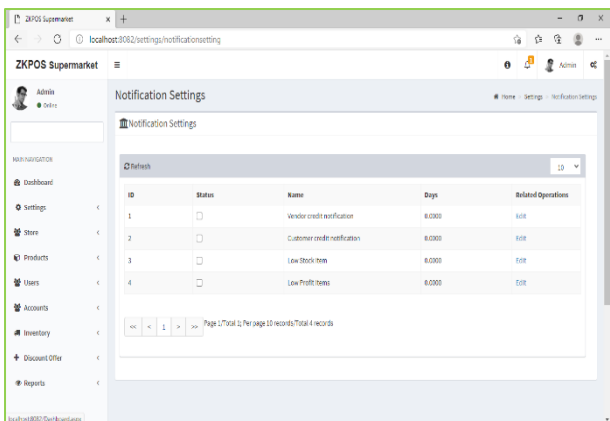 ZKPOS Supermarket
localhost:8082/settings/notificationsetting
ZKPOS Supermarket
Admin
Admin
Online
Notification Settings
Home > Settings > Notification Settings
Notification Settings
MAIN NAVIGATION
Refresh
10
Dashboard
ID Status Name Days Related Operations
Settings
1 Vendor credit notification 0.0000 Edit
Store
2 Customer credit notification 0.0000 Edit
Products
3 Low Stock Item 0.0000 Edit
Users
4 Low Profit Items 0.0000 Edit
Accounts
<< < 1 > >> Page 1/Total 1; Per page 10 records/Total 4 records
Inventory
Discount Offer
Reports
localhost:8082/Dashboard.aspx